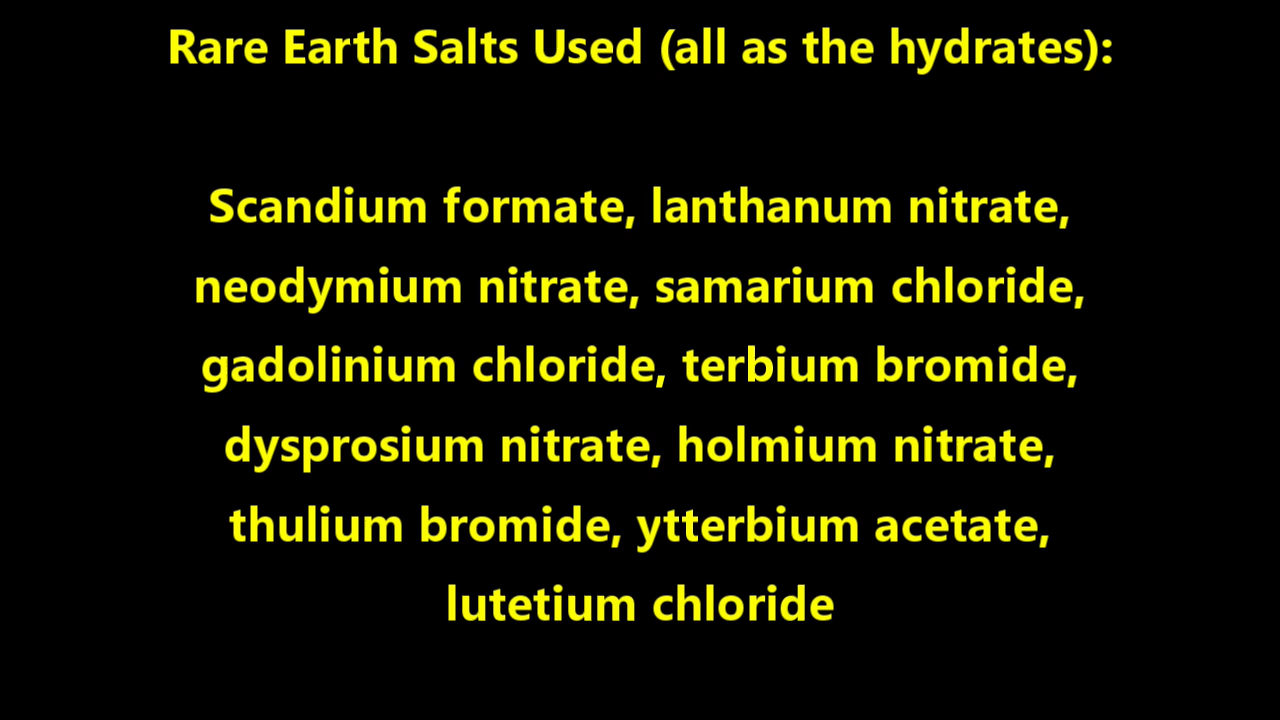 Rare Earth Salts Used (all as the hydrates):
Scandium formate, lanthanum nitrate,
neodymium nitrate, samarium chloride,
gadolinium chloride, terbium bromide,
dysprosium nitrate, holmium nitrate,
thulium bromide, ytterbium acetate,
lutetium chloride